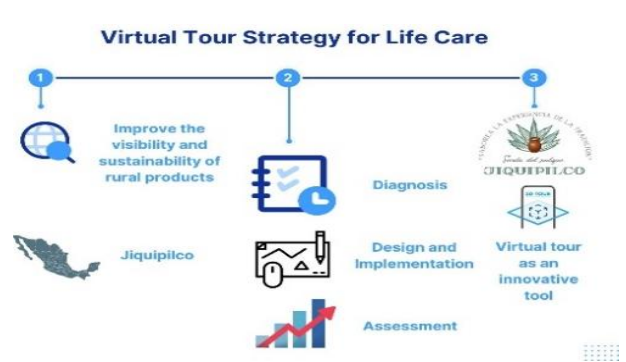 Virtual Tour Strategy for Life Care
1
2
3
Improve the
visibility and
sustainability of
rural products
Jiquipilco
Diagnosis
Design and
Implementation
Assessment
JIQUIPILCO
Virtual tour
as an
innovative
tool